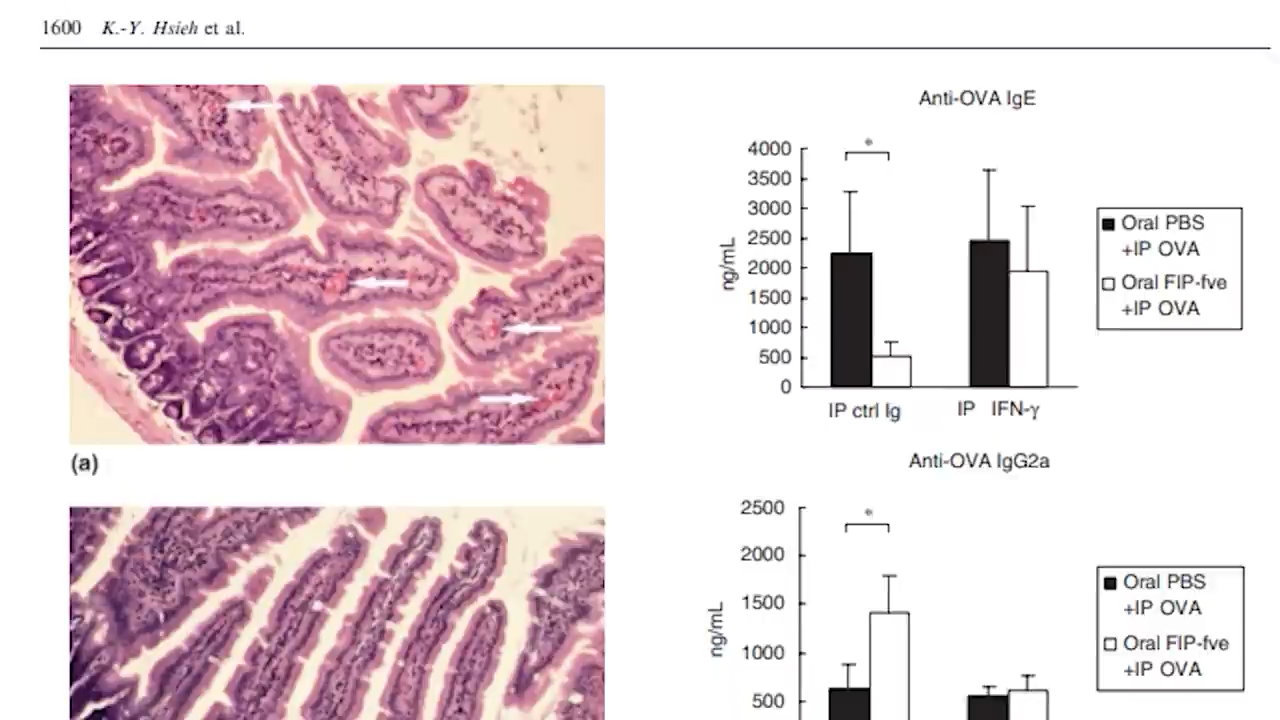 1600 K.-Y. Hsieh et al.
(a)
Anti-OVA IgE
*
4000
3500
3000
2500
2000
1500
1000
500
0
ng/mL
IP ctrl Ig
IP IFN-γ
Oral PBS
+IP OVA
Oral FIP-fve
+IP OVA
Anti-OVA IgG2a
*
2500
2000
1500
1000
500
ng/mL
Oral PBS
+IP OVA
Oral FIP-fve
+IP OVA